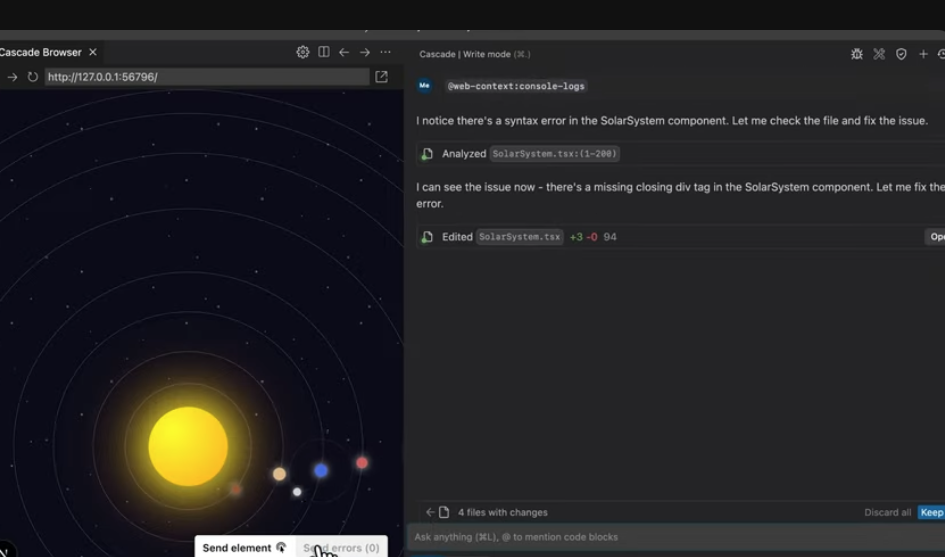 Cascade Browser
http://127.0.0.1:56796/
Send element
Send errors (0)
Cascade | Write mode (⌘.)
Me @web-context:console-logs
I notice there's a syntax error in the SolarSystem component. Let me check the file and fix the issue.
Analyzed SolarSystem.tsx:(1-200)
I can see the issue now - there's a missing closing div tag in the SolarSystem component. Let me fix the
error.
Edited SolarSystem.tsx +3 -0 94
4 files with changes Discard all Keep
Ask anything (⌘L), @ to mention code blocks